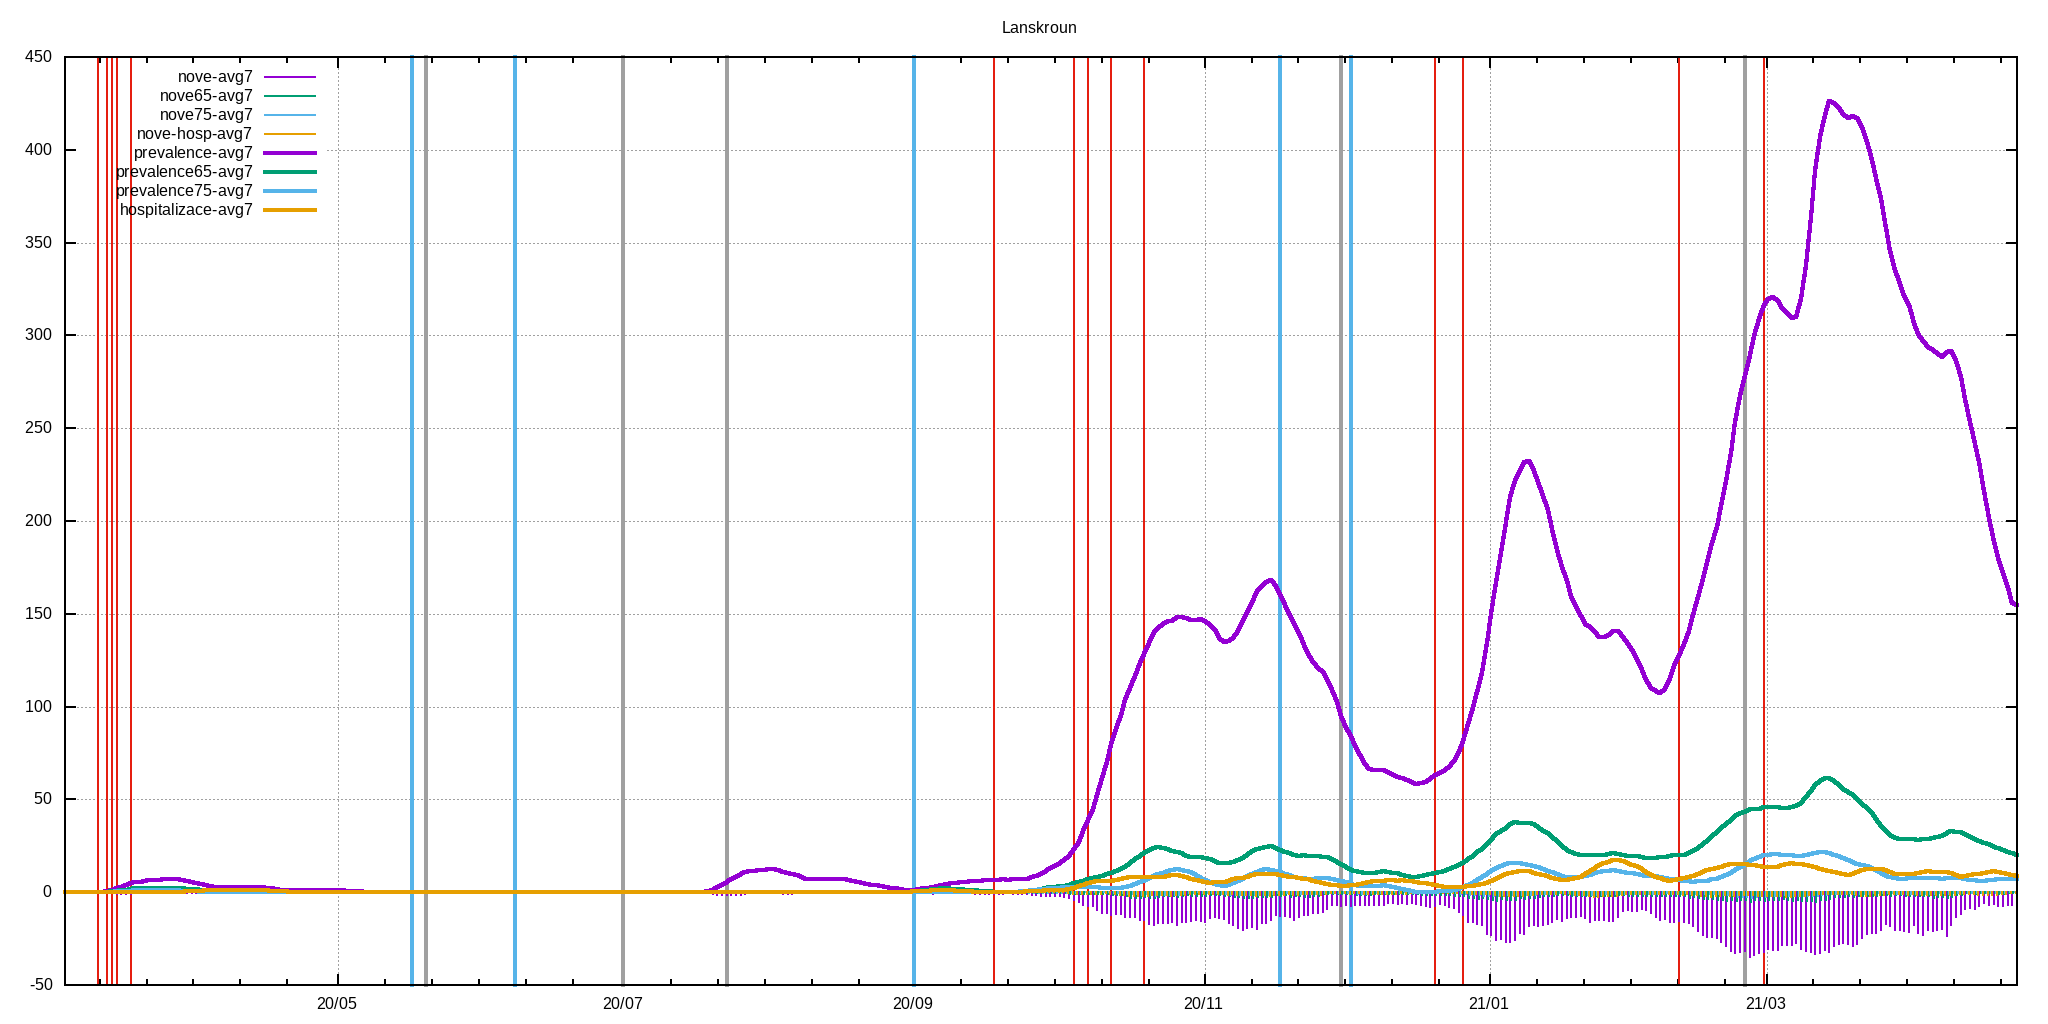 Lanskroun
450
400
350
300
250
200
150
100
50
0
-50
nove-avg7
nove65-avg7
nove75-avg7
nove-hosp-avg7
prevalence-avg7
prevalence65-avg7
prevalence75-avg7
hospitalizace-avg7
20/05 20/07 20/09 20/11 21/01 21/03